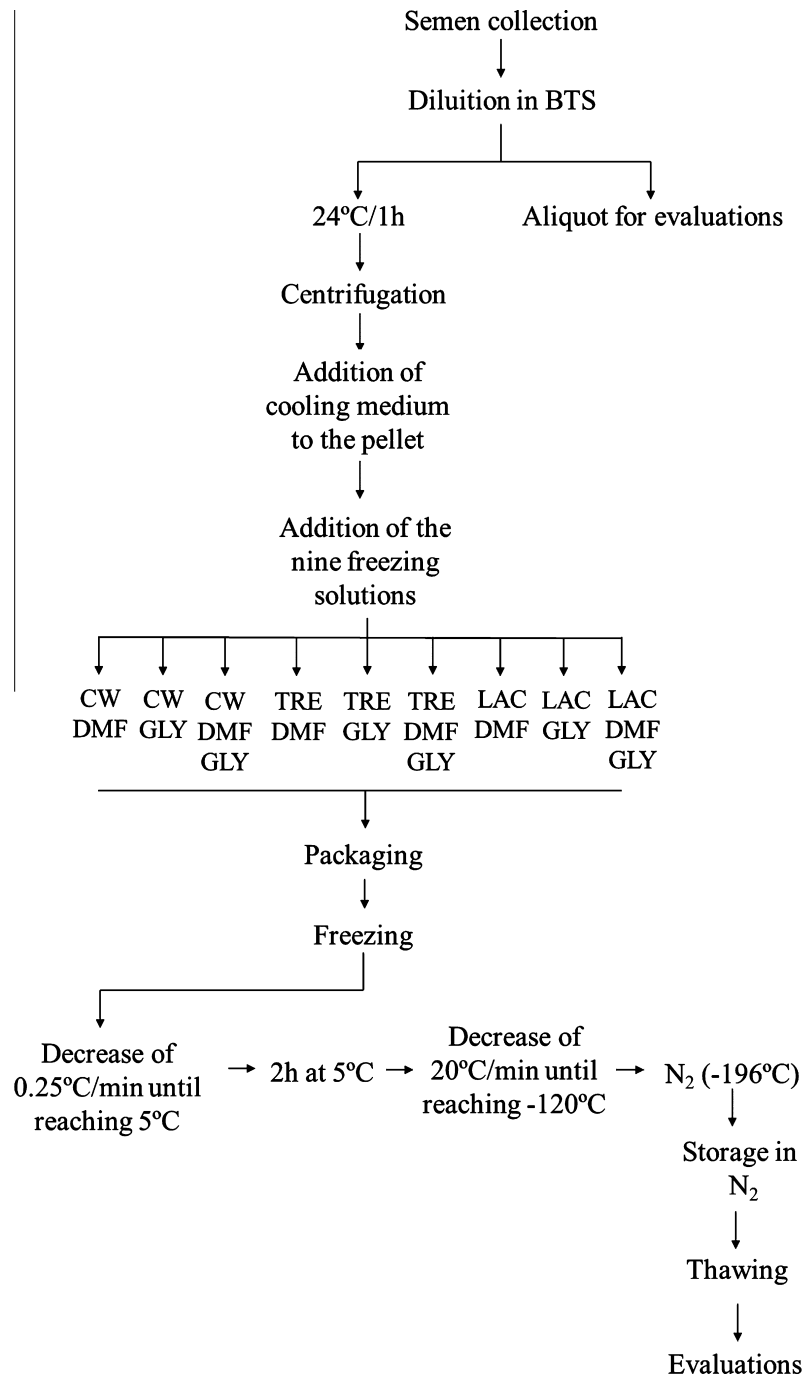 Semen collection
Diluition in BTS
24ºC/1h
Aliquot for evaluations
Centrifugation
Addition of
cooling medium
to the pellet
Addition of the
nine freezing
solutions
CW
DMF
CW
GLY
CW
DMF
GLY
TRE
DMF
TRE
GLY
TRE
DMF
GLY
LAC
DMF
LAC
GLY
LAC
DMF
GLY
Packaging
Freezing
Decrease of
0.25ºC/min until
reaching 5ºC
2h at 5ºC
Decrease of
20ºC/min until
reaching -120ºC
N₂ (-196ºC)
Storage in
N₂
Thawing
Evaluations